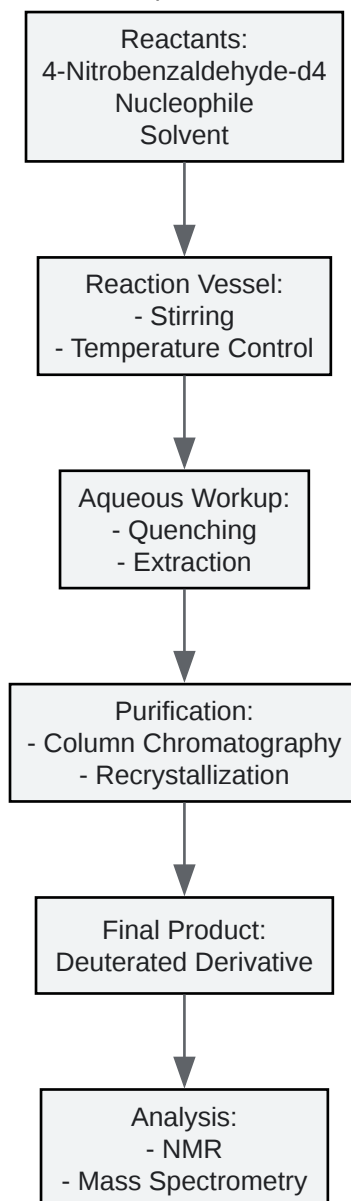 Reactants:
4-Nitrobenzaldehyde-d4
Nucleophile
Solvent
Reaction Vessel:
- Stirring
- Temperature Control
Aqueous Workup:
- Quenching
- Extraction
Purification:
- Column Chromatography
- Recrystallization
Final Product:
Deuterated Derivative
Analysis:
- NMR
- Mass Spectrometry